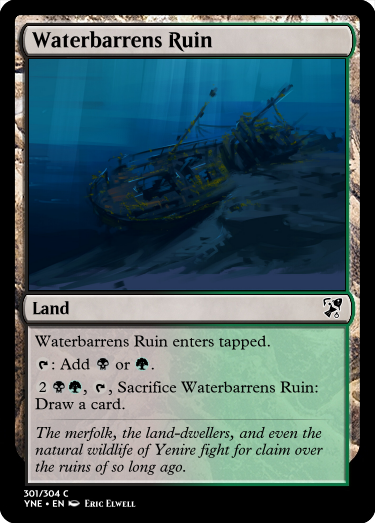 Waterbarrens Ruin
Land
Waterbarrens Ruin enters tapped.
: Add or .
2 , , Sacrifice Waterbarrens Ruin:
Draw a card.
The merfolk, the land-dwellers, and even the
natural wildlife of Yenire fight for claim over
the ruins of so long ago.
301/304 C
YNE • EN Eric Elwell